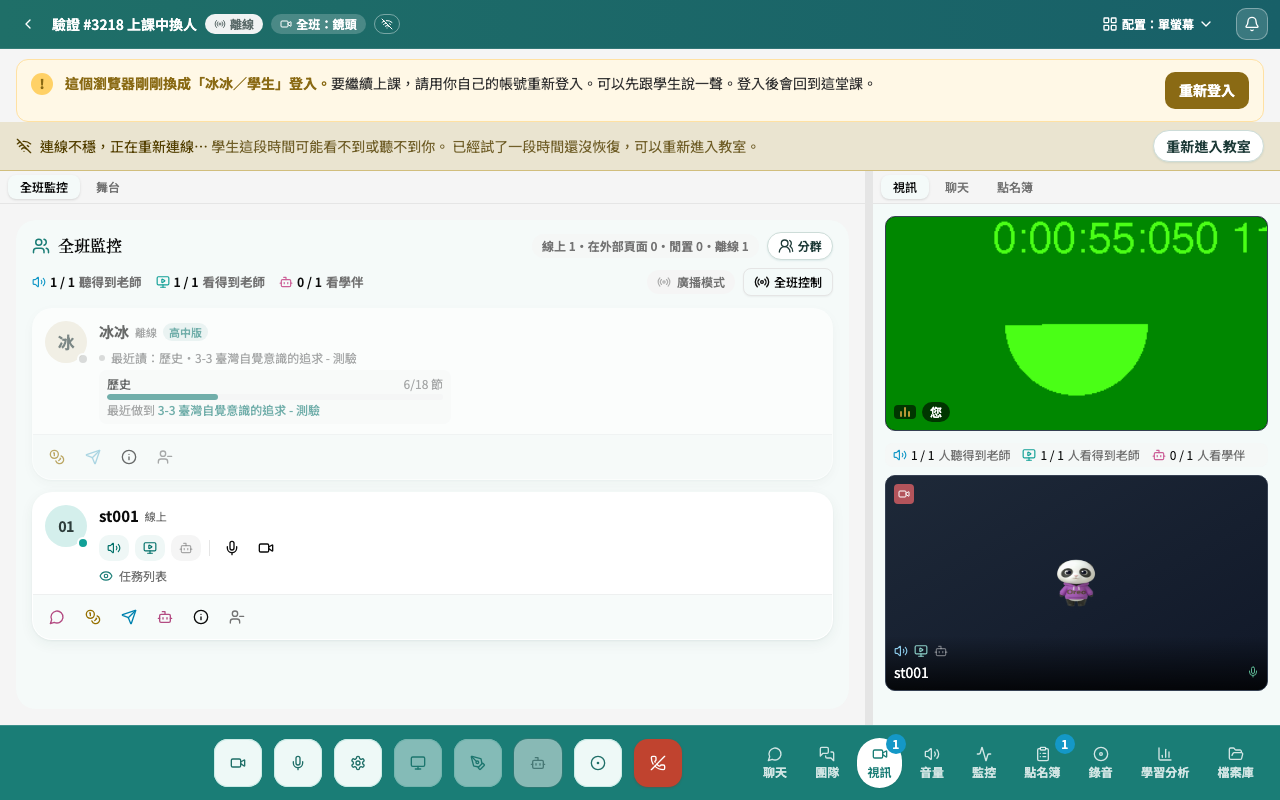 驗證 #3218 上課中換人 離線 全班：鏡頭 配置：單螢幕
! 這個瀏覽器剛剛換成「冰冰／學生」登入。要繼續上課，請用你自己的帳號重新登入。可以先跟學生說一聲。登入後會回到這堂課。 重新登入
連線不穩，正在重新連線… 學生這段時間可能看不到或聽不到你。 已經試了一段時間還沒恢復，可以重新進入教室。 重新進入教室
全班監控 舞台
全班監控
線上 1・在外部頁面 0・閒置 0・離線 1
分群
1 / 1 聽得到老師 1 / 1 看得到老師 0 / 1 看學伴
廣播模式 全班控制
冰 冰冰 離線 高中版
最近讀：歷史・3-3 臺灣自覺意識的追求 - 測驗
歷史 6/18 節
最近做到 3-3 臺灣自覺意識的追求 - 測驗
01 st001 線上
任務列表
視訊 聊天 點名簿
0:00:55:050
您
1 / 1 人聽得到老師 1 / 1 人看得到老師 0 / 1 人看學伴
st001
聊天 團隊 視訊 1 音量 監控 點名簿 1 錄音 學習分析 檔案庫